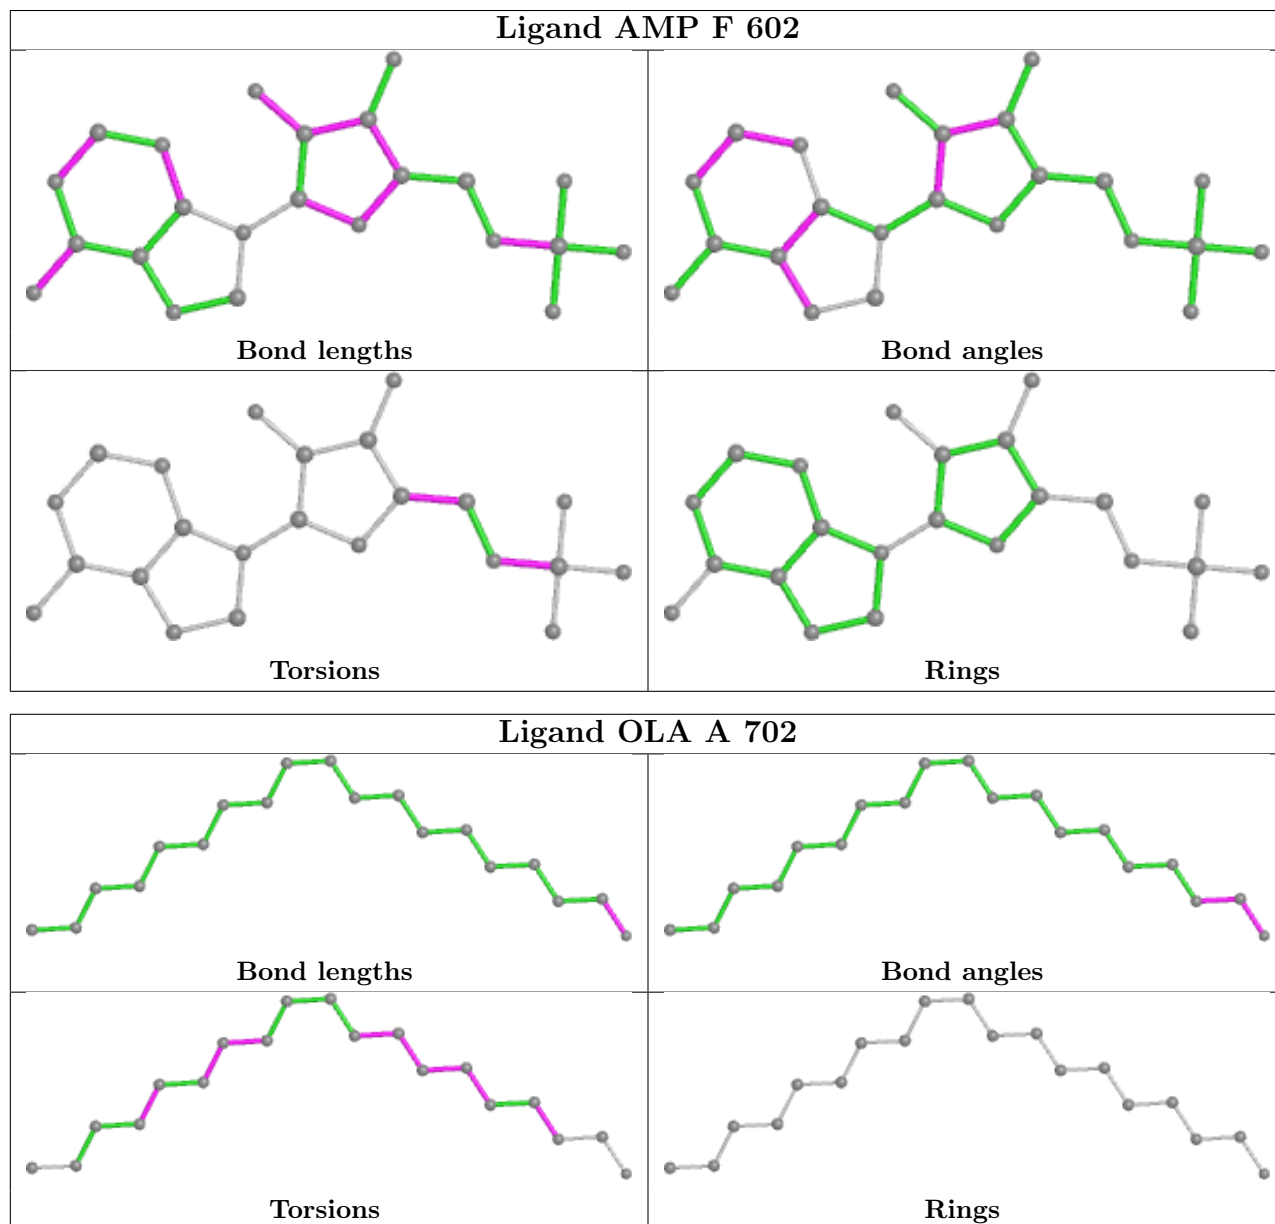 Ligand AMP F 602
Bond lengths
Bond angles
Torsions
Rings
Ligand OLA A 702
Bond lengths
Bond angles
Torsions
Rings